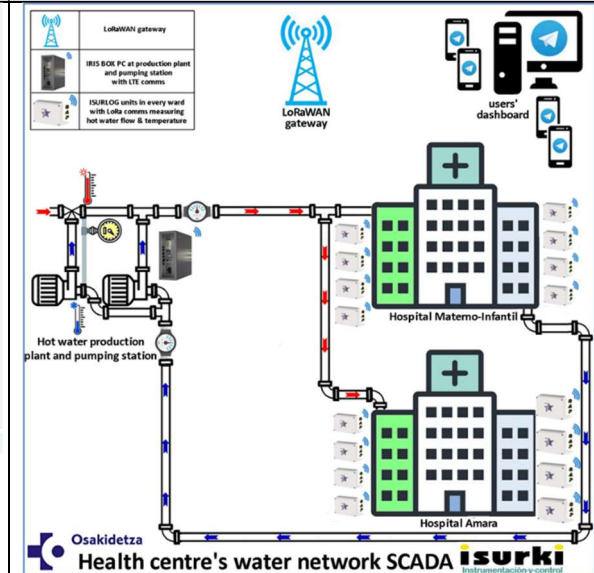 LoRaWAN gateway
IRIS BOX PC at production plant
and pumping station
with LTE comms
ISURLOG units in every ward
with LoRa comms measuring
hot water flow & temperature
LoRaWAN
gateway
users'
dashboard
Hot water production
plant and pumping station
Hospital Materno-Infantil
Hospital Amara
Osakidetza
Health centre's water network SCADA
isurki
Instrumentación y control